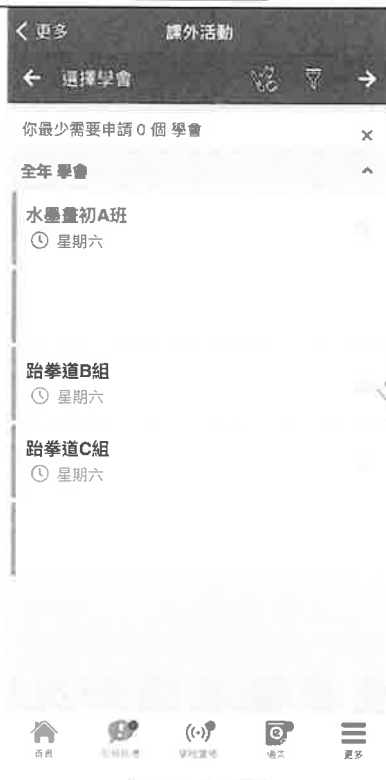 更多
課外活動
選擇學會
你最少需要申請 0 個 學會
全年 學會
水墨畫初A班
星期六
跆拳道B組
星期六
跆拳道C組
星期六
首頁
更多